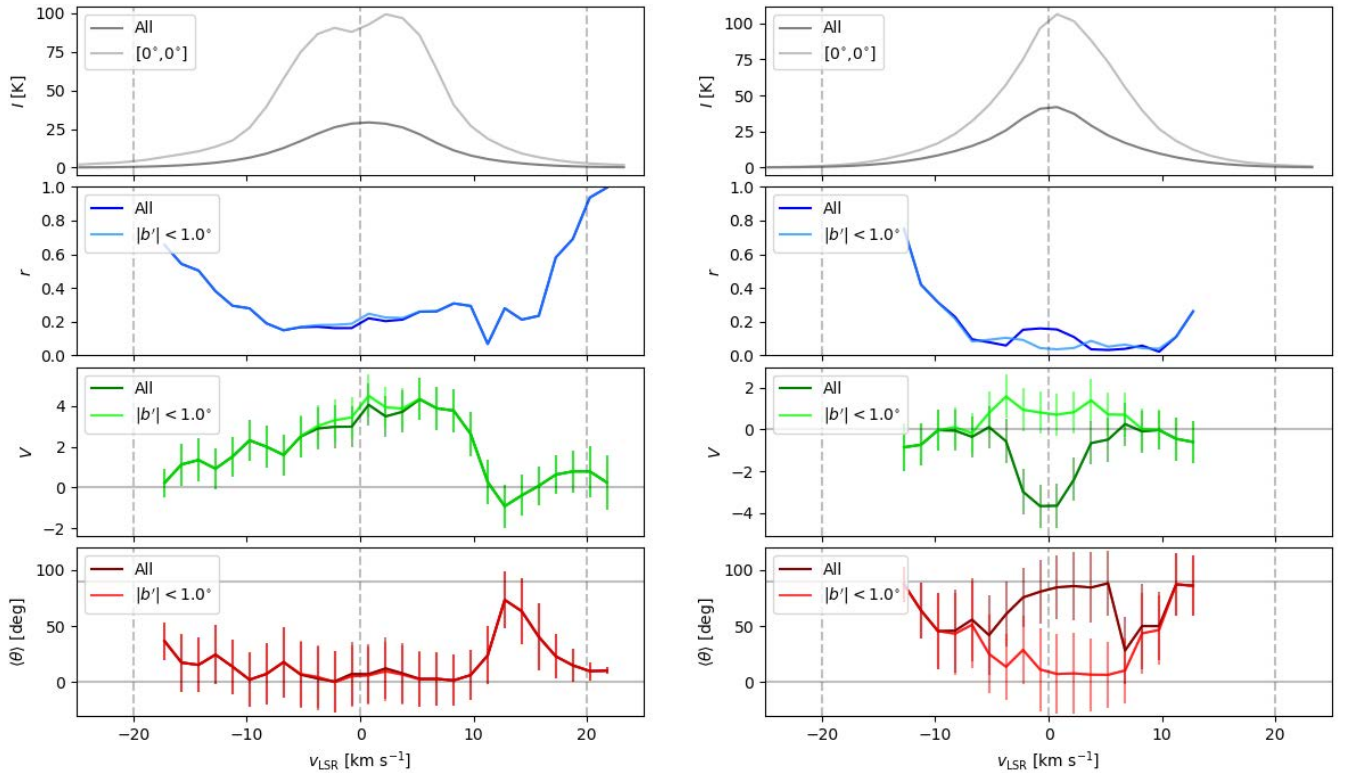 100
75
50
25
0
I [K]
All
[0°,0°]
1.0
0.8
0.6
0.4
0.2
0.0
r
All
|b′| < 1.0°
4
2
0
−2
V
All
|b′| < 1.0°
100
50
0
⟨θ⟩ [deg]
All
|b′| < 1.0°
−20
−10
0
10
20
v_LSR [km s⁻¹]
100
75
50
25
0
I [K]
All
[0°,0°]
1.0
0.8
0.6
0.4
0.2
0.0
r
All
|b′| < 1.0°
2
0
−2
−4
V
All
|b′| < 1.0°
100
50
0
⟨θ⟩ [deg]
All
|b′| < 1.0°
−20
−10
0
10
20
v_LSR [km s⁻¹]